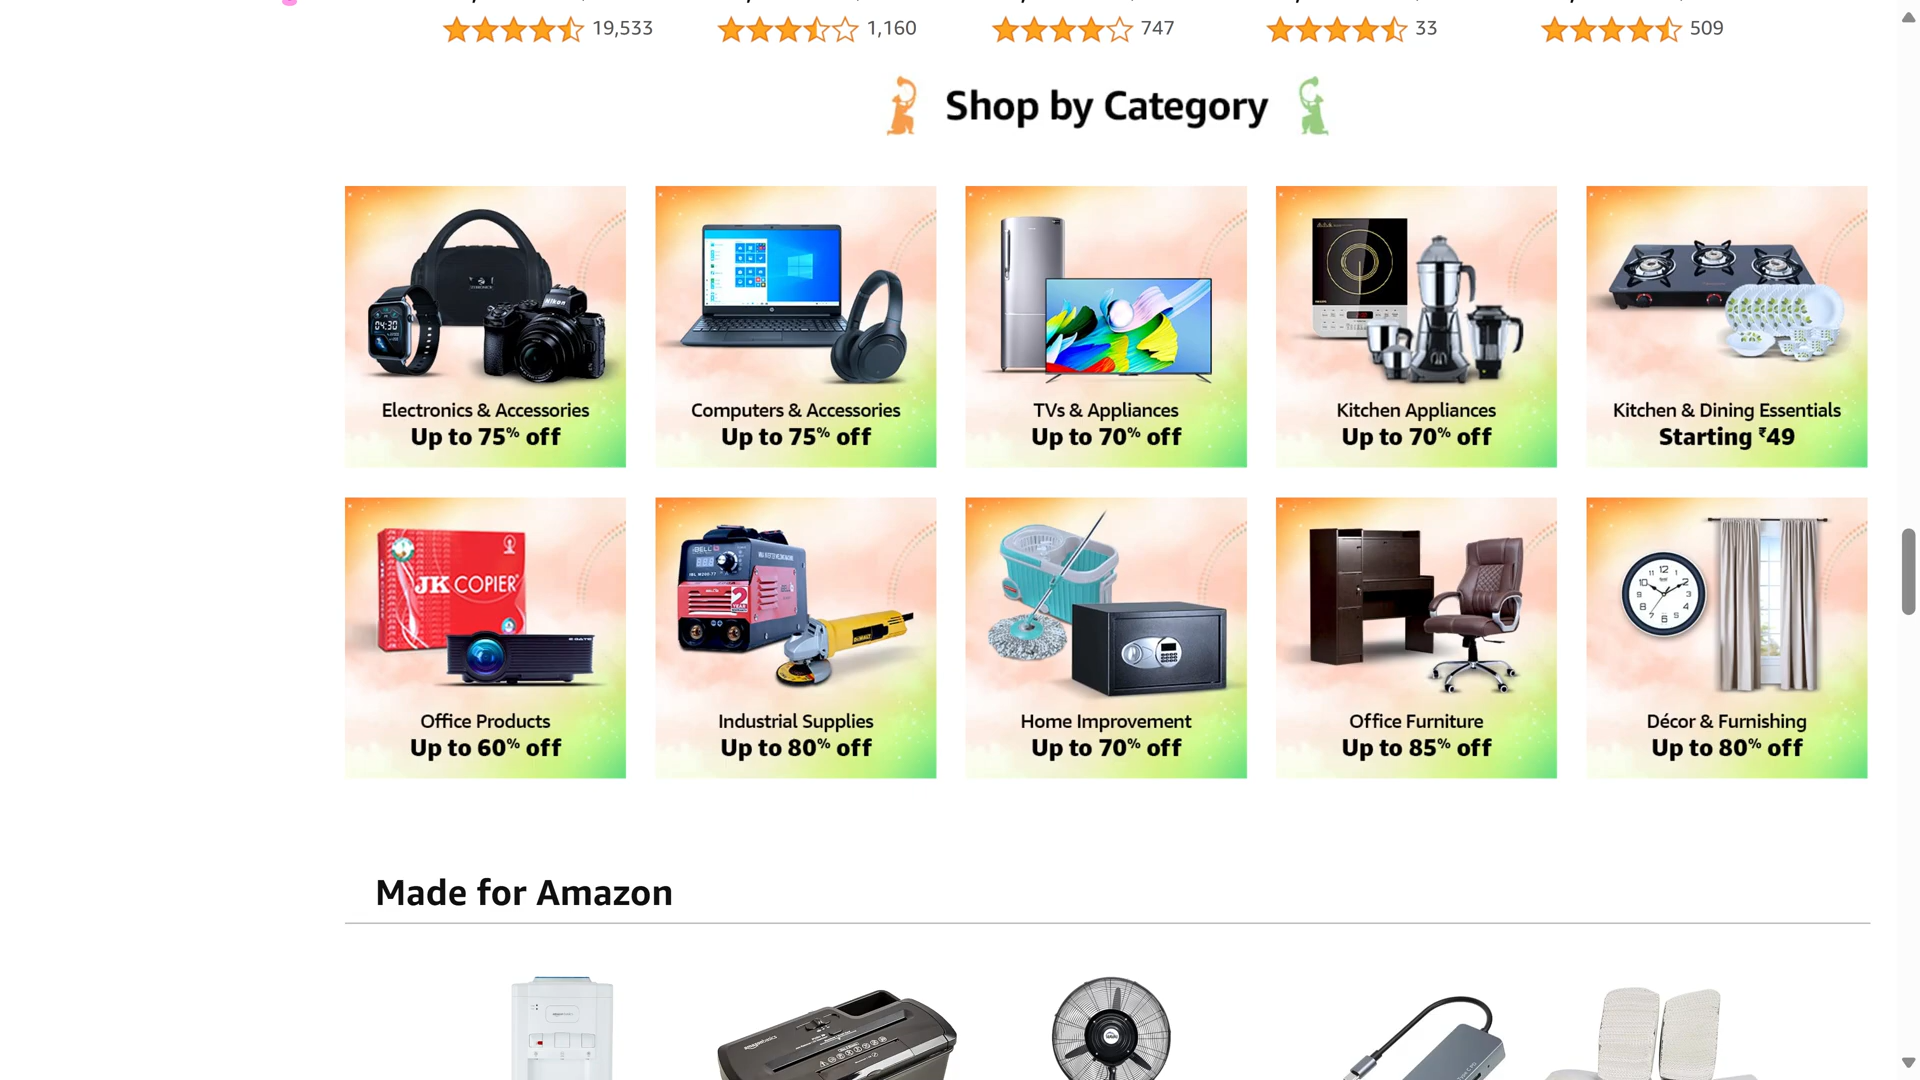 19,533 1,160 747 33 509
Shop by Category
Electronics & Accessories
Up to 75% off
Computers & Accessories
Up to 75% off
TVs & Appliances
Up to 70% off
Kitchen Appliances
Up to 70% off
Kitchen & Dining Essentials
Starting ₹49
JK COPIER
Office Products
Up to 60% off
Industrial Supplies
Up to 80% off
Home Improvement
Up to 70% off
Office Furniture
Up to 85% off
Décor & Furnishing
Up to 80% off
Made for Amazon